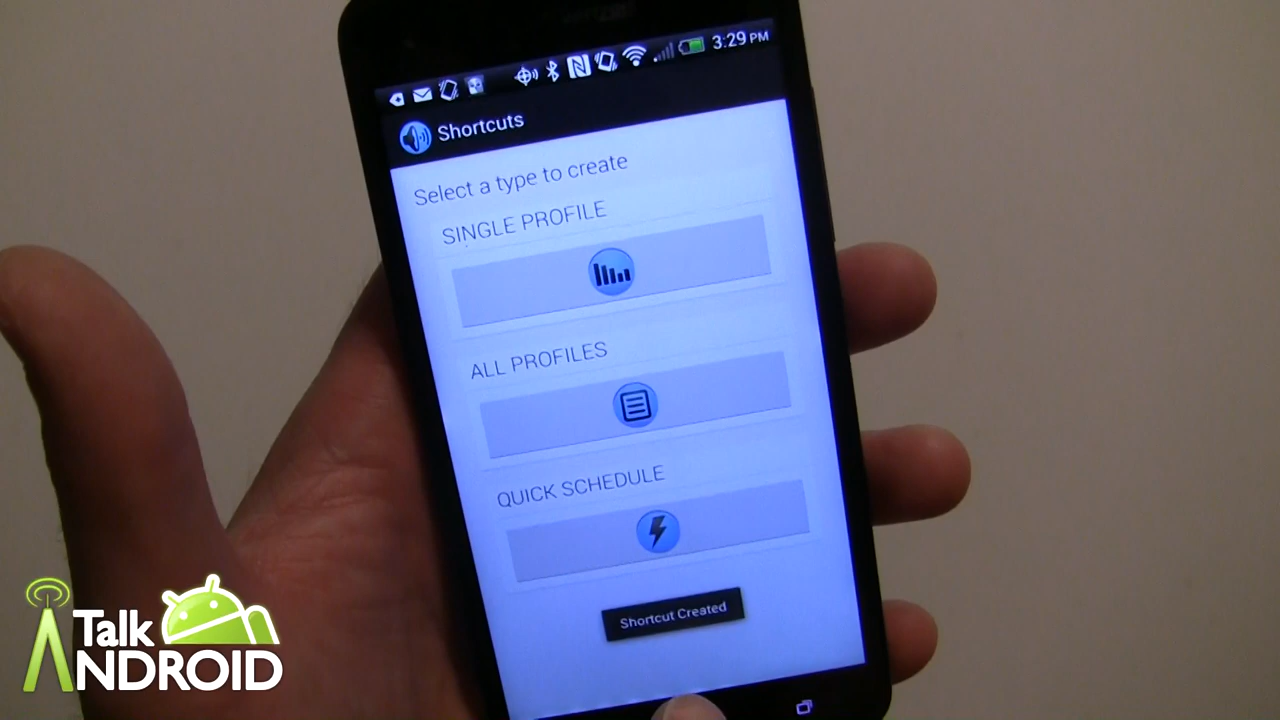 3:29 PM
Shortcuts
Select a type to create
SINGLE PROFILE
ALL PROFILES
QUICK SCHEDULE
Shortcut Created
Talk
ANDROID